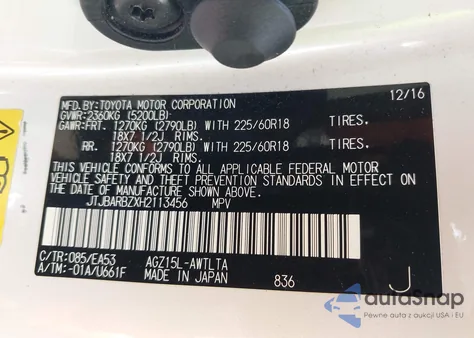 12/16
MFD.BY:TOYOTA MOTOR CORPORATION
GVWR:2360KG (5200LB)
GAWR:FRT. 1270KG (2790LB) WITH 225/60R18 TIRES.
18X7 1/2J RIMS.
RR. 1270KG (2790LB) WITH 225/60R18 TIRES.
18X7 1/2J RIMS.
THIS VEHICLE CONFORMS TO ALL APPLICABLE FEDERAL MOTOR
VEHICLE SAFETY AND THEFT PREVENTION STANDARDS IN EFFECT ON
THE DATE OF MANUFACTURE SHOWN ABOVE.
JTJBARBZXH2113456 MPV
C/TR:085/EA53 AGZ15L-AWTLTA
A/TM:-01A/U661F MADE IN JAPAN 836 J
autoSnap
Pewne auta z USA i EU